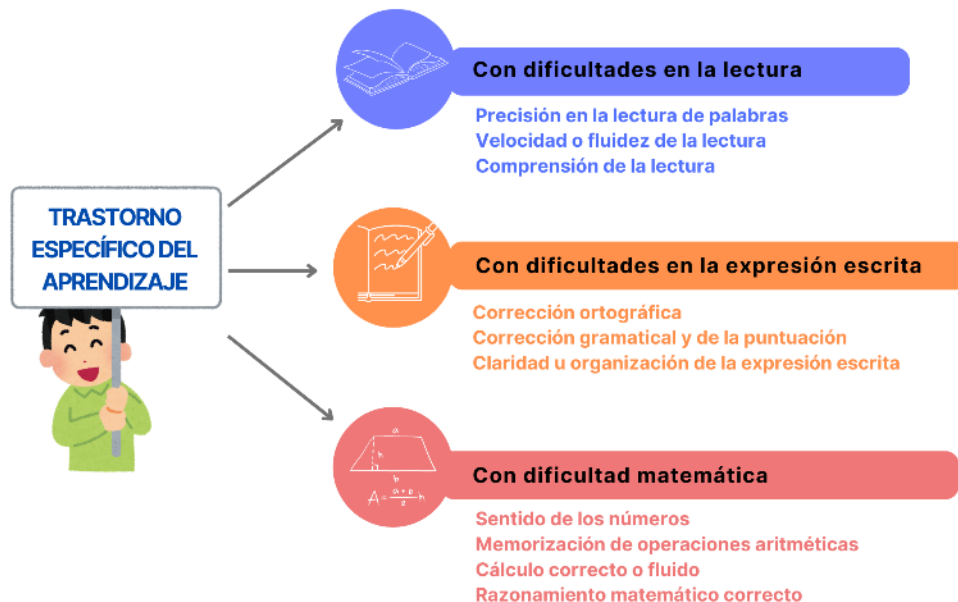 TRASTORNO
ESPECÍFICO DEL
APRENDIZAJE
Con dificultades en la lectura
Precisión en la lectura de palabras
Velocidad o fluidez de la lectura
Comprensión de la lectura
Con dificultades en la expresión escrita
Corrección ortográfica
Corrección gramatical y de la puntuación
Claridad u organización de la expresión escrita
a
h
b
A = a + b / 2 h
Con dificultad matemática
Sentido de los números
Memorización de operaciones aritméticas
Cálculo correcto o fluido
Razonamiento matemático correcto